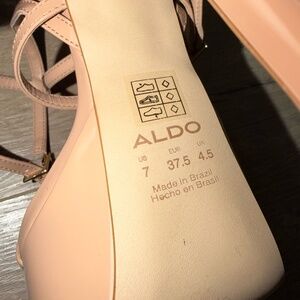 ALDO
US EUR UK
7 37.5 4.5
Made in Brazil
Hecho en Brasil